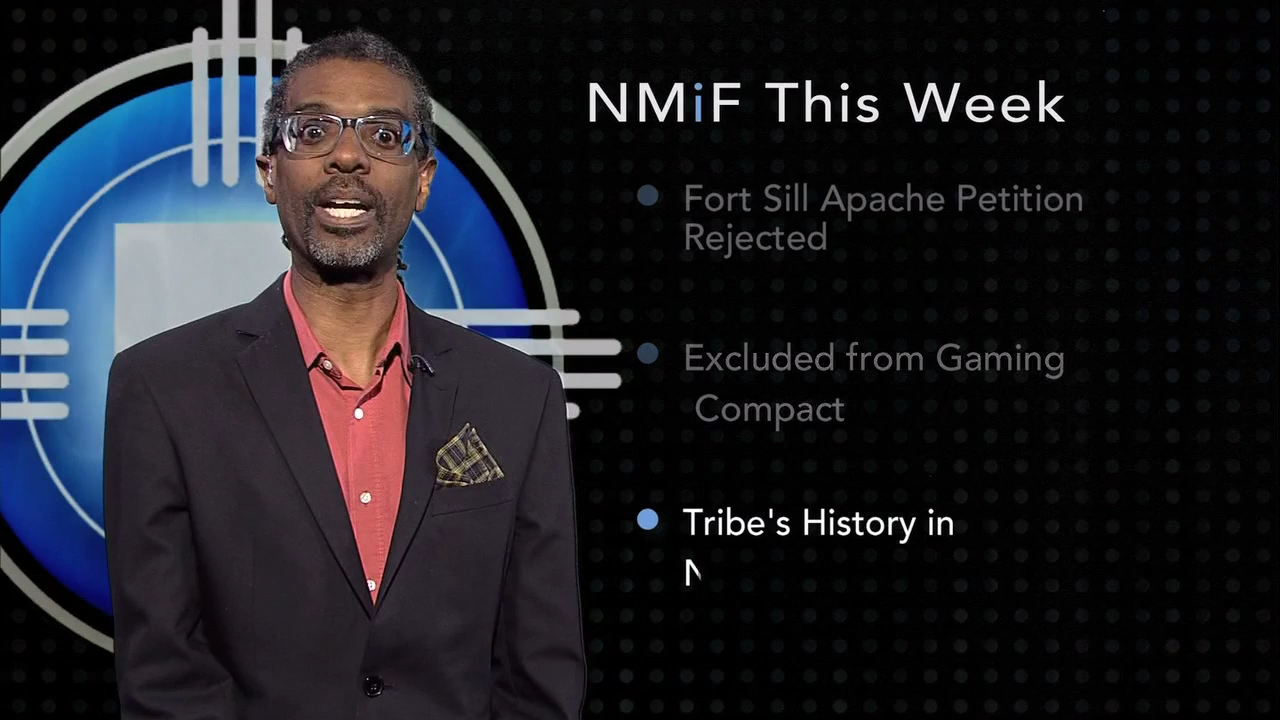 NMiF This Week
Fort Sill Apache Petition
Rejected
Excluded from Gaming
Compact
Tribe's History in
N